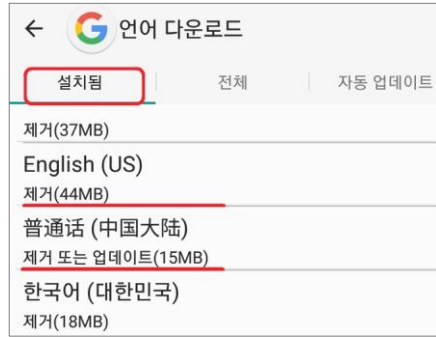 언어 다운로드
설치됨 전체 자동 업데이트
제거(37MB)
English (US)
제거(44MB)
普通话 (中国大陆)
제거 또는 업데이트(15MB)
한국어 (대한민국)
제거(18MB)